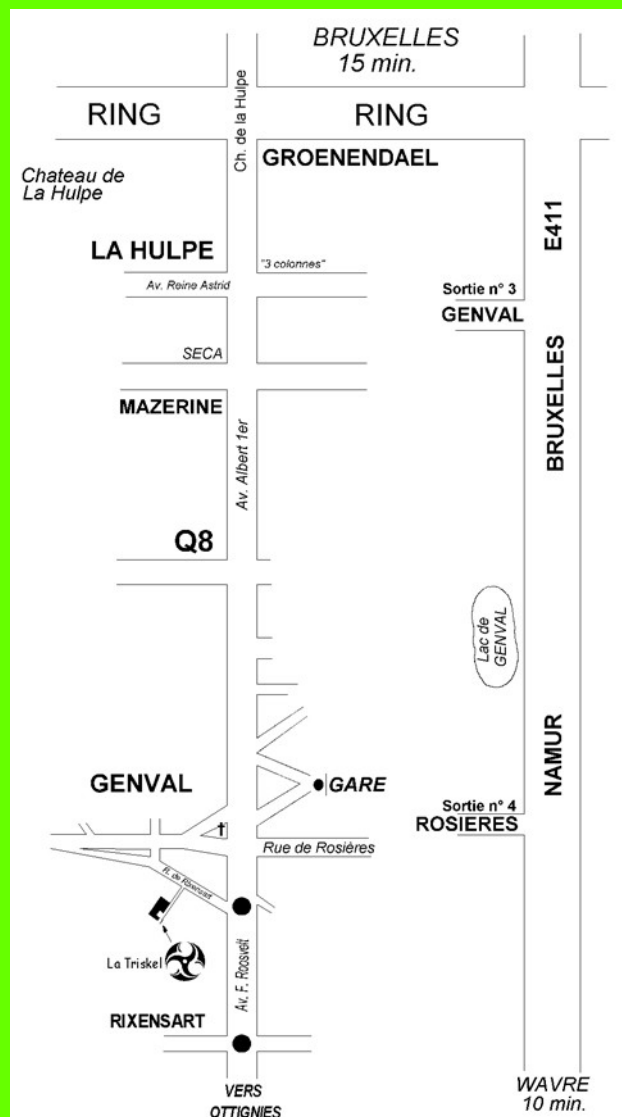 BRUXELLES
15 min.
RING
RING
Ch. de la Hulpe
GROENENDAEL
Chateau de
La Hulpe
E411
LA HULPE
"3 colonnes"
Av. Reine Astrid
Sortie n° 3
GENVAL
SECA
BRUXELLES
MAZERINE
Av. Albert 1er
Q8
Lac de
GENVAL
NAMUR
GENVAL
GARE
Sortie n° 4
ROSIERES
Rue de Rosières
R. de Rixensart
La Triskel
Av. F. Roosvelt
RIXENSART
VERS
OTTIGNIES
WAVRE
10 min.